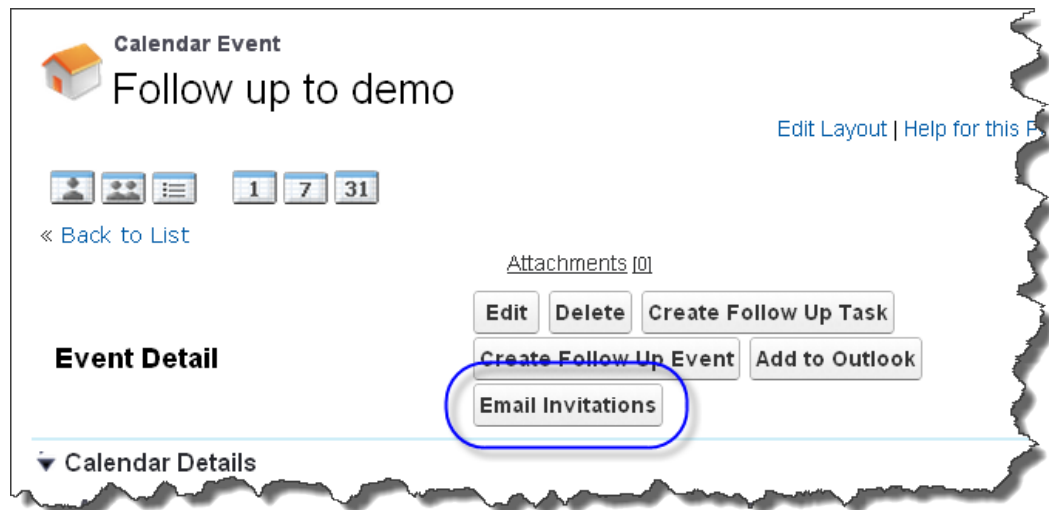 Calendar Event
Follow up to demo
Edit Layout | Help for this
1 7 31
« Back to List
Attachments [0]
Edit Delete Create Follow Up Task
Event Detail
Create Follow Up Event Add to Outlook
Email Invitations
Calendar Details